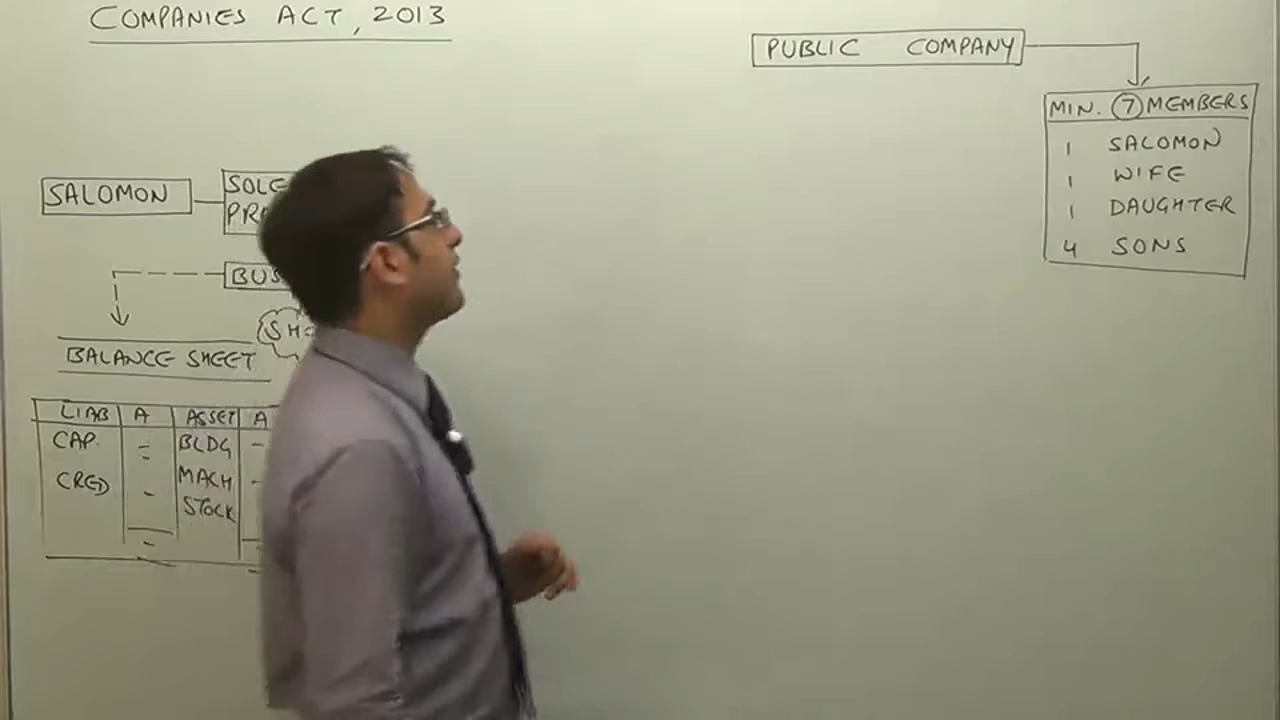 COMPANIES ACT, 2013
PUBLIC COMPANY
MIN. 7 MEMBERS
1 SALOMON
1 WIFE
1 DAUGHTER
4 SONS
SALOMON
SOLE
BALANCE SHEET
LIAB A ASSET A
CAP. BLDG
CRED MACH
STOCK